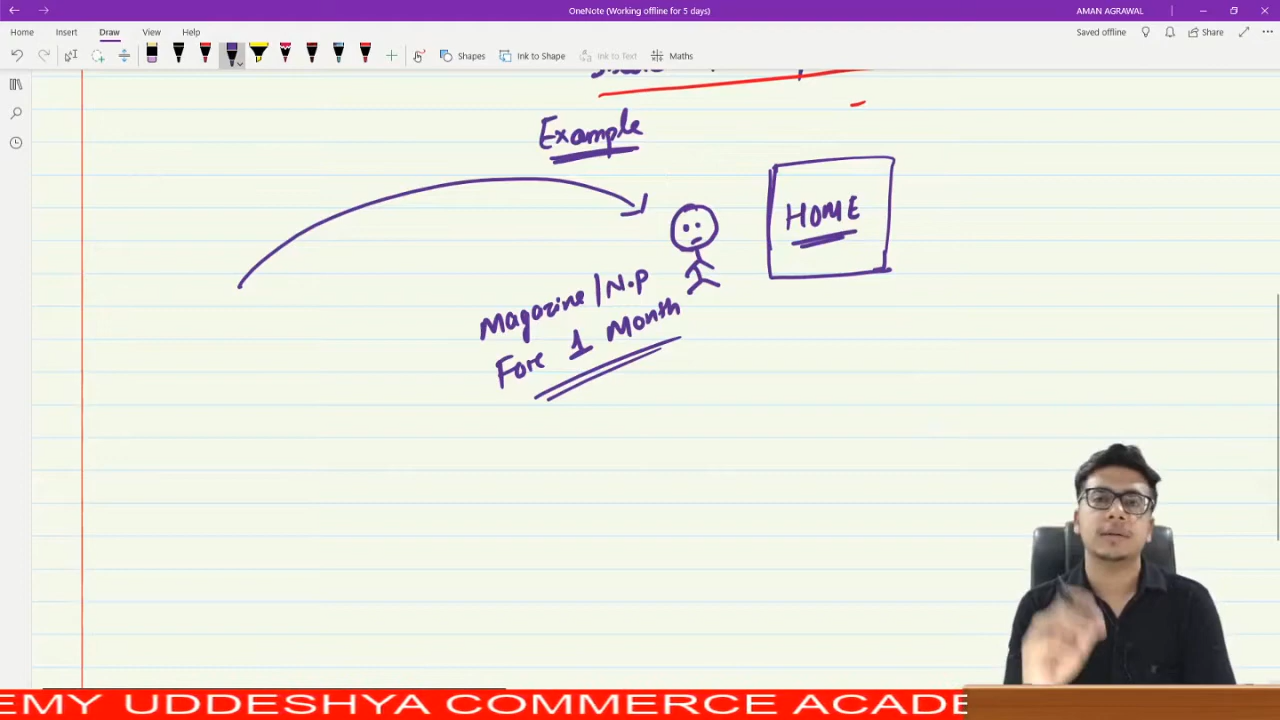 OneNote (Working offline for 5 days)
AMAN AGRAWAL
Home Insert Draw View Help
Saved offline
Share
Shapes Ink to Shape Ink to Text Maths
Example
HOME
Magazine/N.P
Fore 1 Month
EMY UDDESHYA COMMERCE ACADE